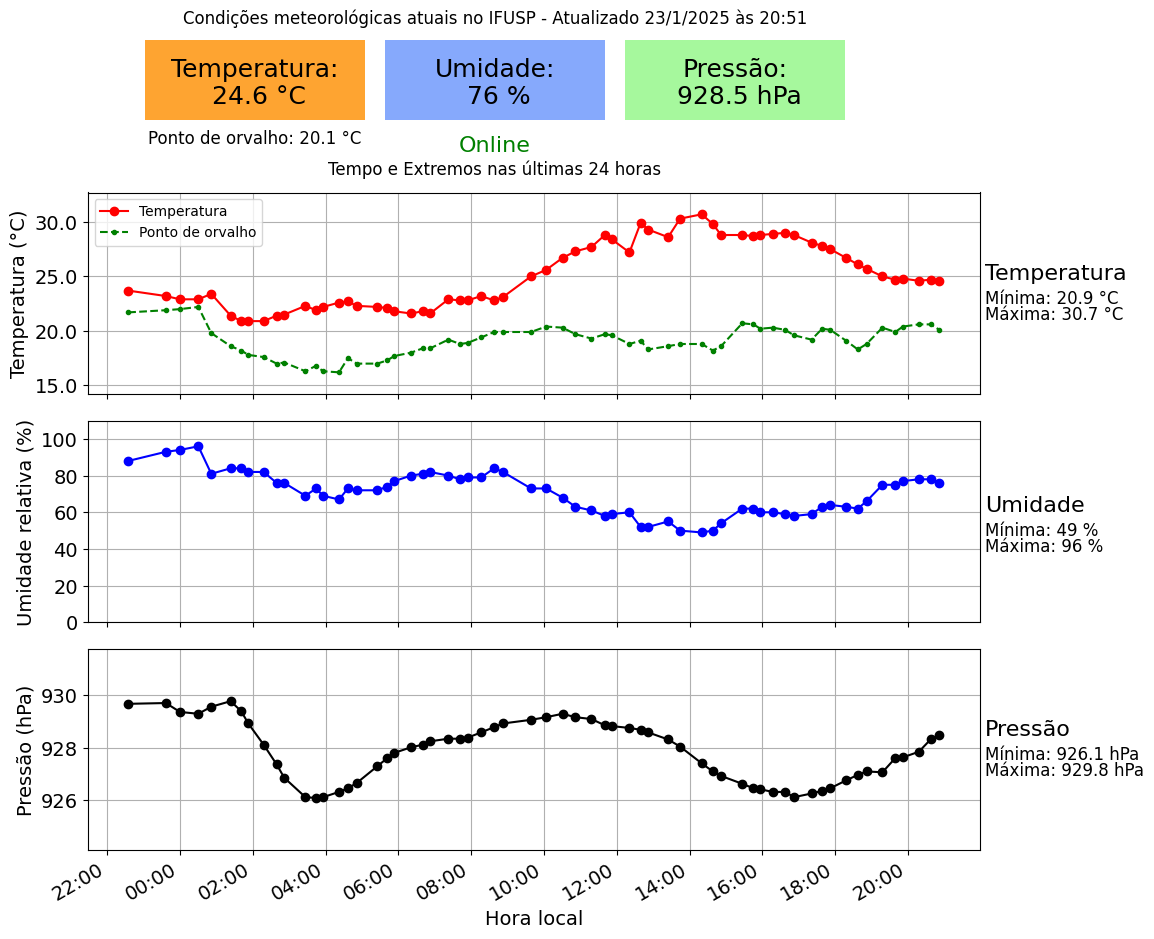 Condições meteorológicas atuais no IFUSP - Atualizado 23/1/2025 às 20:51
Temperatura:
24.6 °C
Umidade:
76 %
Pressão:
928.5 hPa
Ponto de orvalho: 20.1 °C
Online
Tempo e Extremos nas últimas 24 horas
Temperatura (°C)
30.0
25.0
20.0
15.0
Temperatura
Ponto de orvalho
Temperatura
Mínima: 20.9 °C
Máxima: 30.7 °C
Umidade relativa (%)
100
80
60
40
20
0
Umidade
Mínima: 49 %
Máxima: 96 %
Pressão (hPa)
930
928
926
Pressão
Mínima: 926.1 hPa
Máxima: 929.8 hPa
22:00 00:00 02:00 04:00 06:00 08:00 10:00 12:00 14:00 16:00 18:00 20:00
Hora local